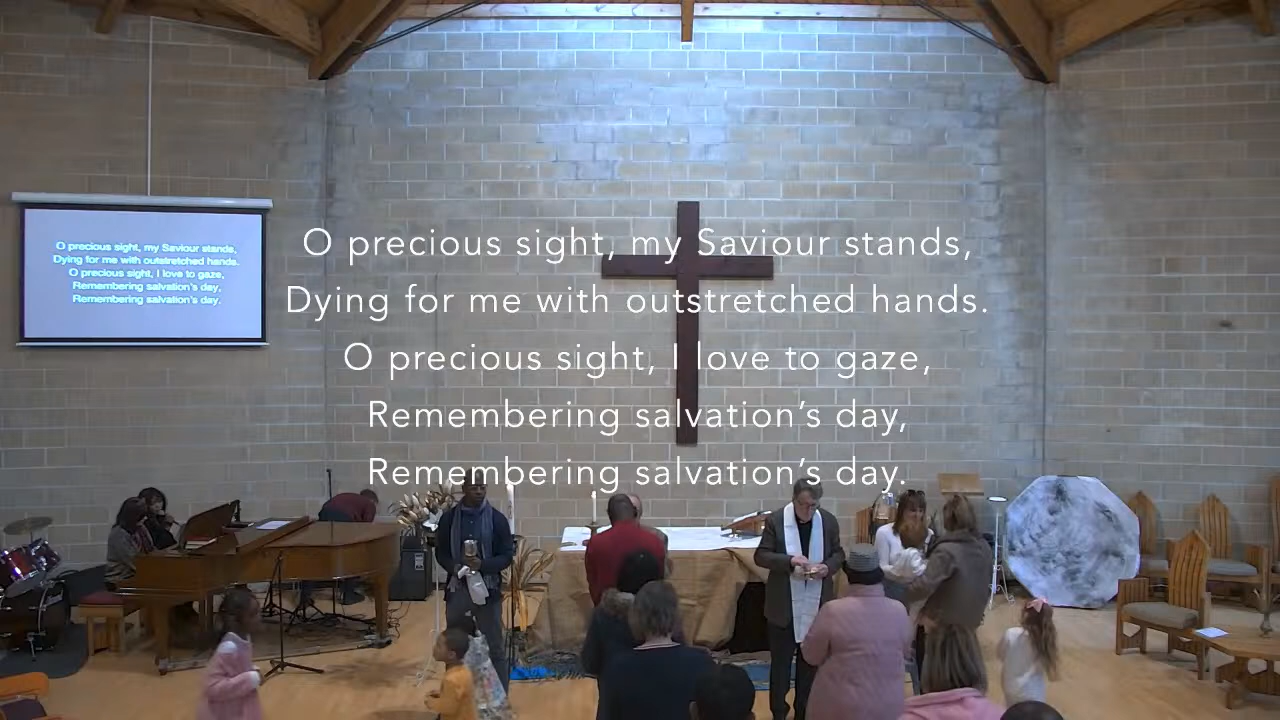 O precious sight, my Saviour stands,
Dying for me with outstretched hands.
O precious sight, I love to gaze,
Remembering salvation's day,
Remembering salvation's day.
O precious sight, my Saviour stands,
Dying for me with outstretched hands.
O precious sight, I love to gaze,
Remembering salvation’s day,
Remembering salvation’s day.